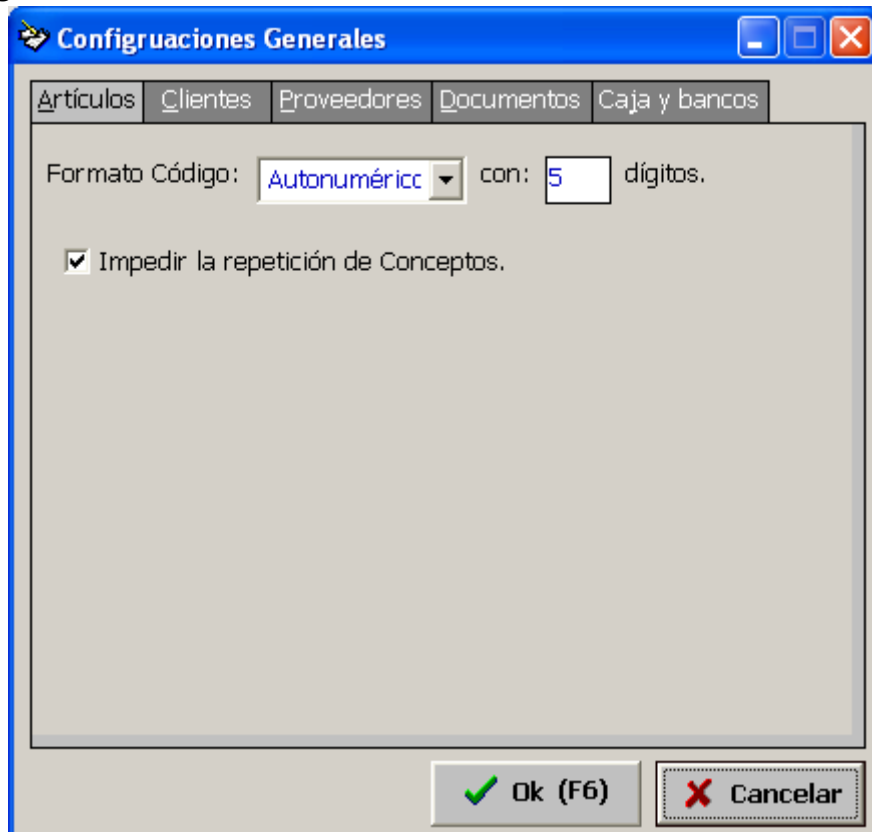 Configruaciones Generales
Artículos Clientes Proveedores Documentos Caja y bancos
Formato Código: Autonuméricc con: 5 dígitos.
Impedir la repetición de Conceptos.
Ok (F6) Cancelar